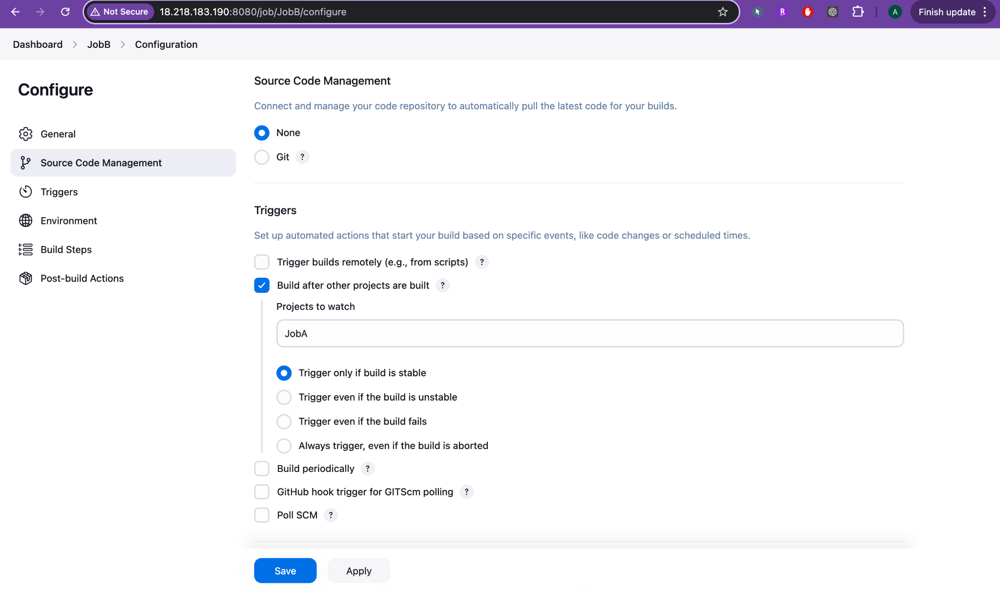 Not Secure 18.218.183.190:8080/job/JobB/configure R A Finish update
Dashboard JobB Configuration
Configure
General
Source Code Management
Triggers
Environment
Build Steps
Post-build Actions
Source Code Management
Connect and manage your code repository to automatically pull the latest code for your builds.
None
Git ?
Triggers
Set up automated actions that start your build based on specific events, like code changes or scheduled times.
Trigger builds remotely (e.g., from scripts) ?
Build after other projects are built ?
Projects to watch
JobA
Trigger only if build is stable
Trigger even if the build is unstable
Trigger even if the build fails
Always trigger, even if the build is aborted
Build periodically ?
GitHub hook trigger for GITScm polling ?
Poll SCM ?
Save Apply